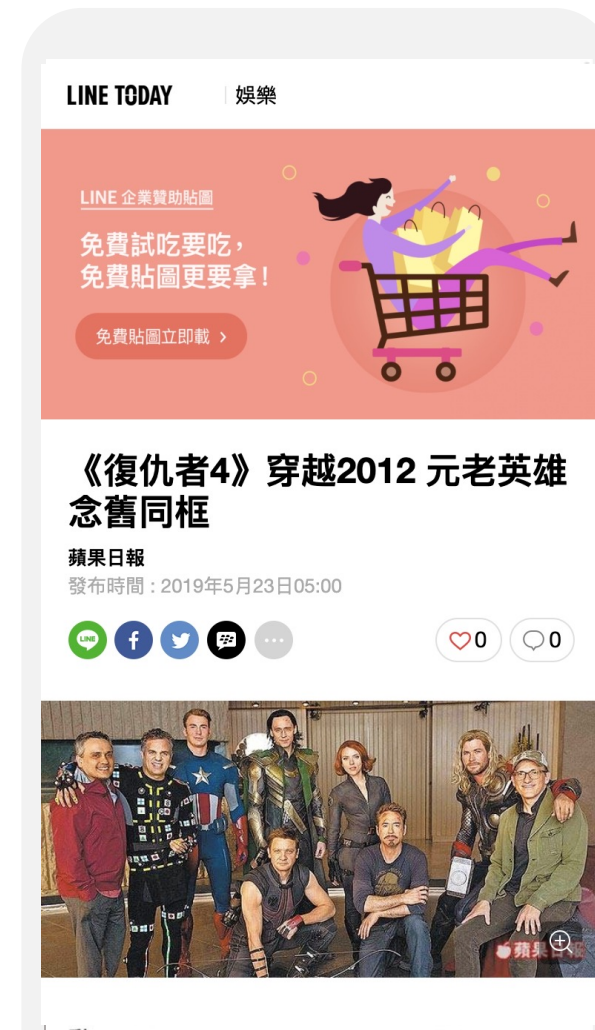 LINE TODAY
娛樂
LINE 企業贊助貼圖
免費試吃要吃，
免費貼圖更要拿！
免費貼圖立即載 ›
《復仇者4》穿越2012 元老英雄
念舊同框
蘋果日報
發布時間 : 2019年5月23日05:00
LINE
0
0
蘋果日報